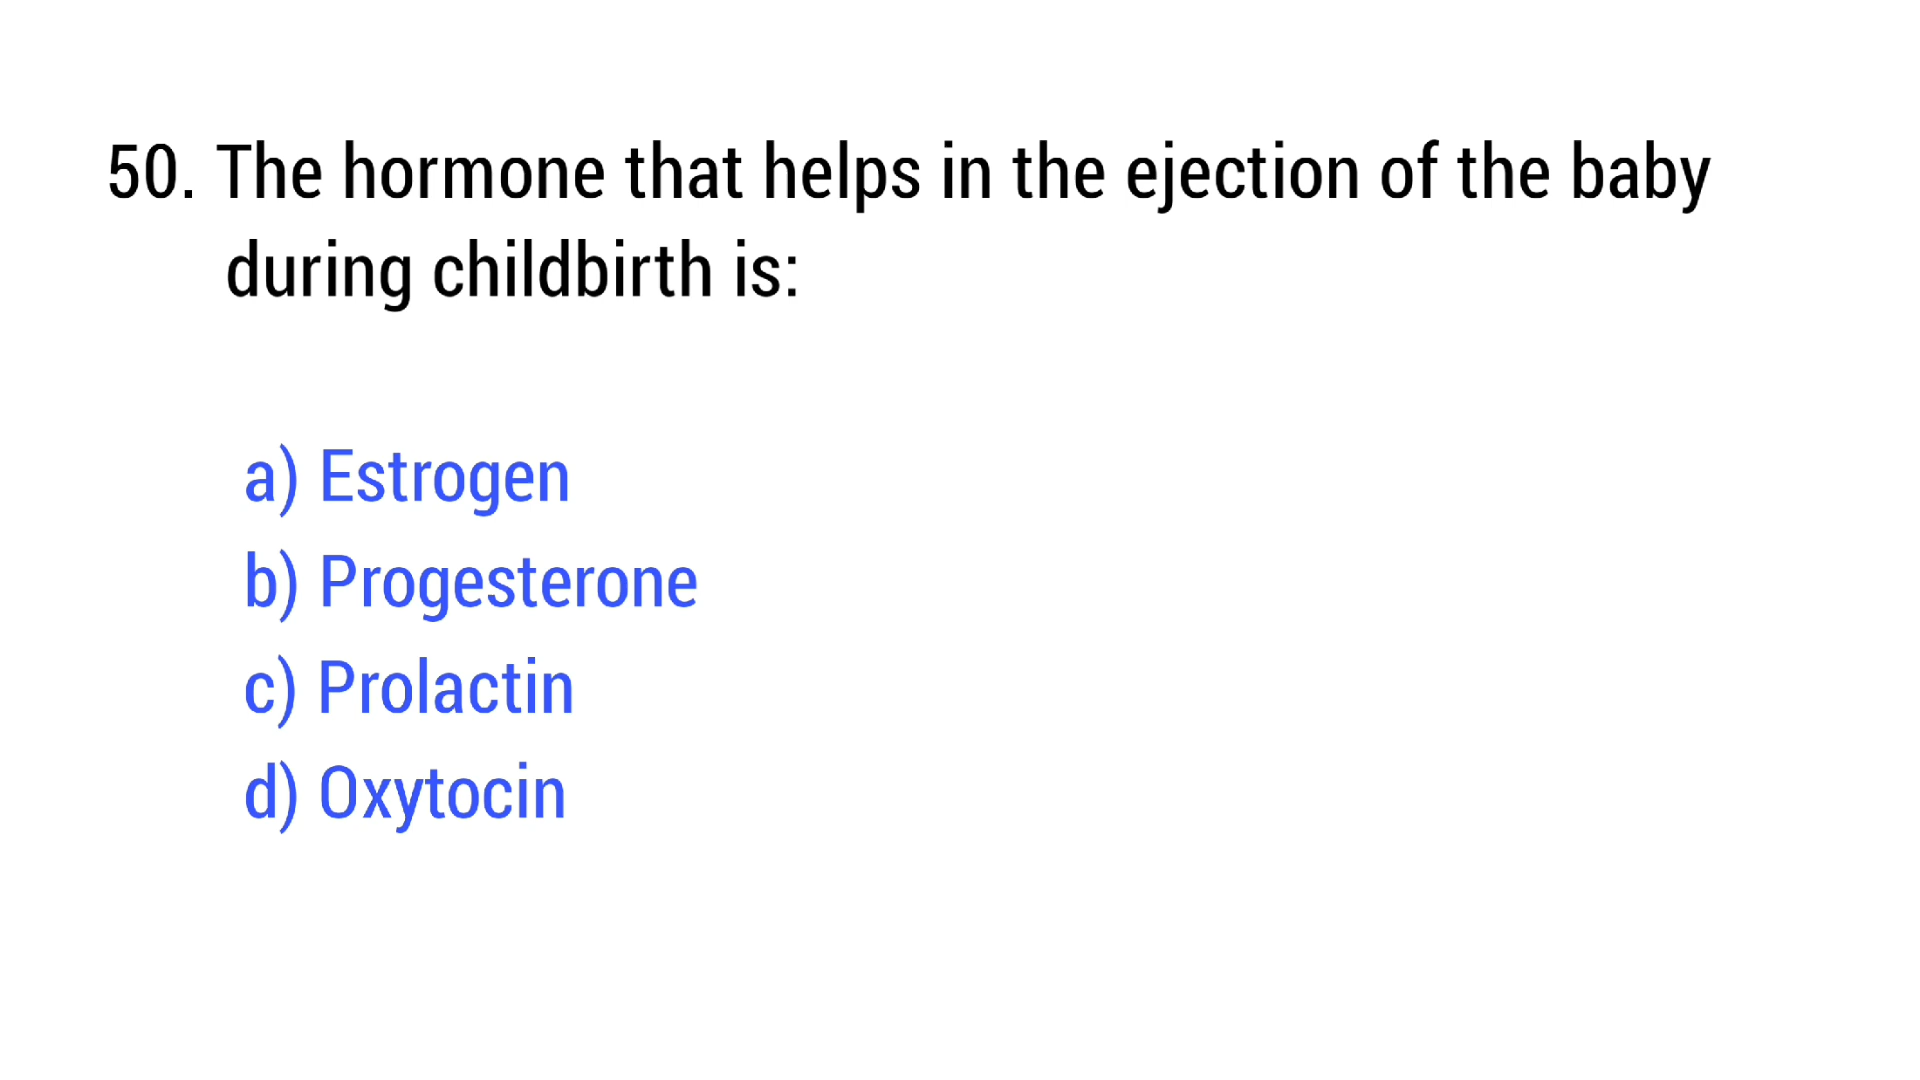 50. The hormone that helps in the ejection of the baby
during childbirth is:
a) Estrogen
b) Progesterone
c) Prolactin
d) Oxytocin